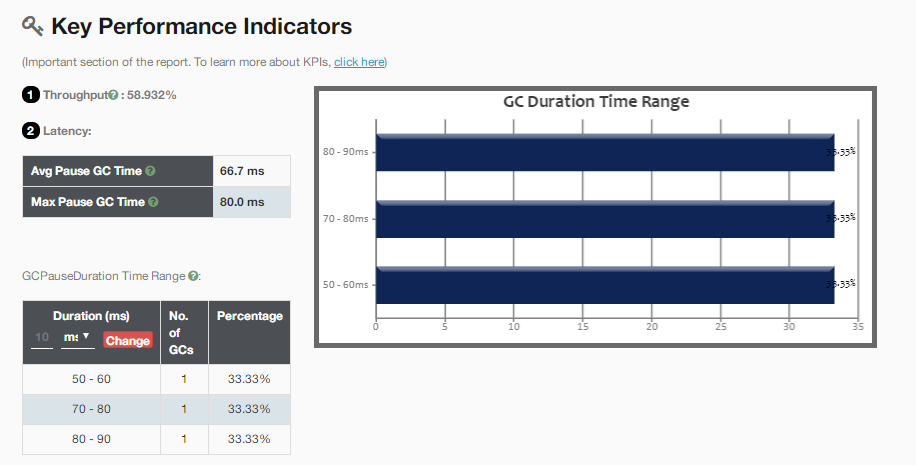 Key Performance Indicators
(Important section of the report. To learn more about KPIs, click here)
1 Throughput? : 58.932%
2 Latency:
Avg Pause GC Time ? 66.7 ms
Max Pause GC Time ? 80.0 ms
GCPauseDuration Time Range ?:
Duration (ms) No. of GCs Percentage
10 ms Change
50 - 60 1 33.33%
70 - 80 1 33.33%
80 - 90 1 33.33%
GC Duration Time Range
80 - 90ms 33.33%
70 - 80ms 33.33%
50 - 60ms 33.33%
0 5 10 15 20 25 30 35